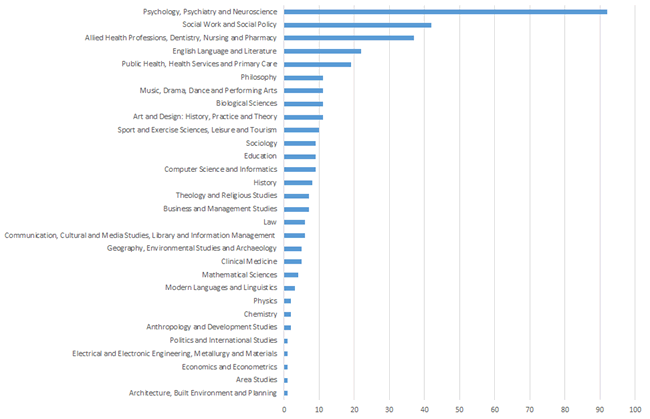 Psychology, Psychiatry and Neuroscience
Social Work and Social Policy
Allied Health Professions, Dentistry, Nursing and Pharmacy
English Language and Literature
Public Health, Health Services and Primary Care
Philosophy
Music, Drama, Dance and Performing Arts
Biological Sciences
Art and Design: History, Practice and Theory
Sport and Exercise Sciences, Leisure and Tourism
Sociology
Education
Computer Science and Informatics
History
Theology and Religious Studies
Business and Management Studies
Law
Communication, Cultural and Media Studies, Library and Information Management
Geography, Environmental Studies and Archaeology
Clinical Medicine
Mathematical Sciences
Modern Languages and Linguistics
Physics
Chemistry
Anthropology and Development Studies
Politics and International Studies
Electrical and Electronic Engineering, Metallurgy and Materials
Economics and Econometrics
Area Studies
Architecture, Built Environment and Planning
0 10 20 30 40 50 60 70 80 90 100